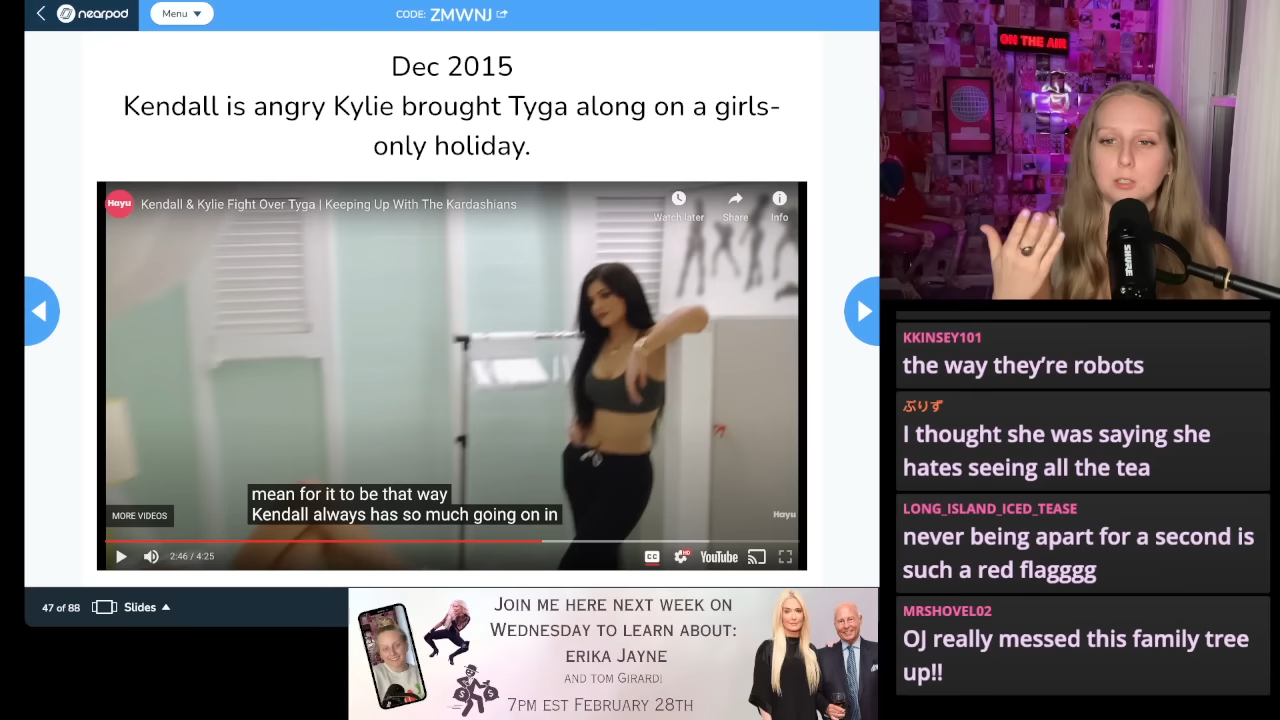 nearpod
Menu
CODE: ZMWNJ
Dec 2015
Kendall is angry Kylie brought Tyga along on a girls-
only holiday.
Hayu
Kendall & Kylie Fight Over Tyga | Keeping Up With The Kardashians
Watch later
Share
Info
mean for it to be that way
Kendall always has so much going on in
MORE VIDEOS
Hayu
2:46 / 4:25
CC
HD
YouTube
47 of 88
Slides
JOIN ME HERE NEXT WEEK ON
WEDNESDAY TO LEARN ABOUT:
ERIKA JAYNE
AND TOM GIRARDI
7PM EST FEBRUARY 28TH
ON THE AIR
SHURE
KKINSEY101
the way they’re robots
ぶりず
I thought she was saying she
hates seeing all the tea
LONG_ISLAND_ICED_TEASE
never being apart for a second is
such a red flagggg
MRSHOVEL02
OJ really messed this family tree
up!!